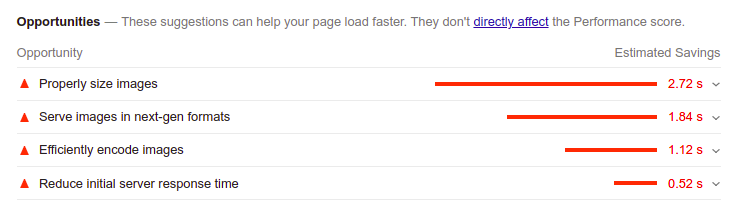 Opportunities — These suggestions can help your page load faster. They don't directly affect the Performance score.
Opportunity Estimated Savings
Properly size images 2.72 s
Serve images in next-gen formats 1.84 s
Efficiently encode images 1.12 s
Reduce initial server response time 0.52 s